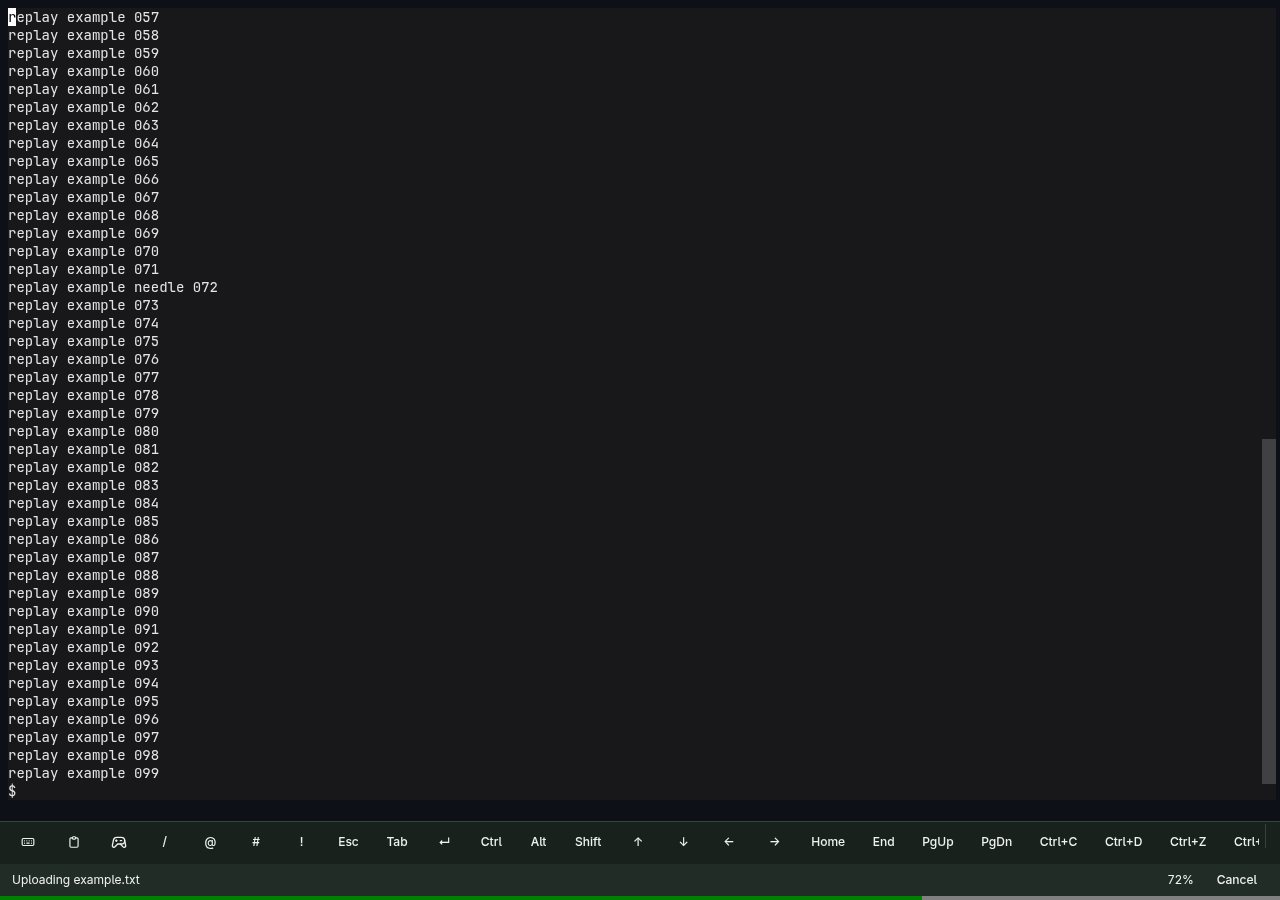 replay example 057
replay example 058
replay example 059
replay example 060
replay example 061
replay example 062
replay example 063
replay example 064
replay example 065
replay example 066
replay example 067
replay example 068
replay example 069
replay example 070
replay example 071
replay example needle 072
replay example 073
replay example 074
replay example 075
replay example 076
replay example 077
replay example 078
replay example 079
replay example 080
replay example 081
replay example 082
replay example 083
replay example 084
replay example 085
replay example 086
replay example 087
replay example 088
replay example 089
replay example 090
replay example 091
replay example 092
replay example 093
replay example 094
replay example 095
replay example 096
replay example 097
replay example 098
replay example 099
$
/ @ # ! Esc Tab ↵ Ctrl Alt Shift ↑ ↓ ← → Home End PgUp PgDn Ctrl+C Ctrl+D Ctrl+Z Ctrl+
Uploading example.txt 72% Cancel